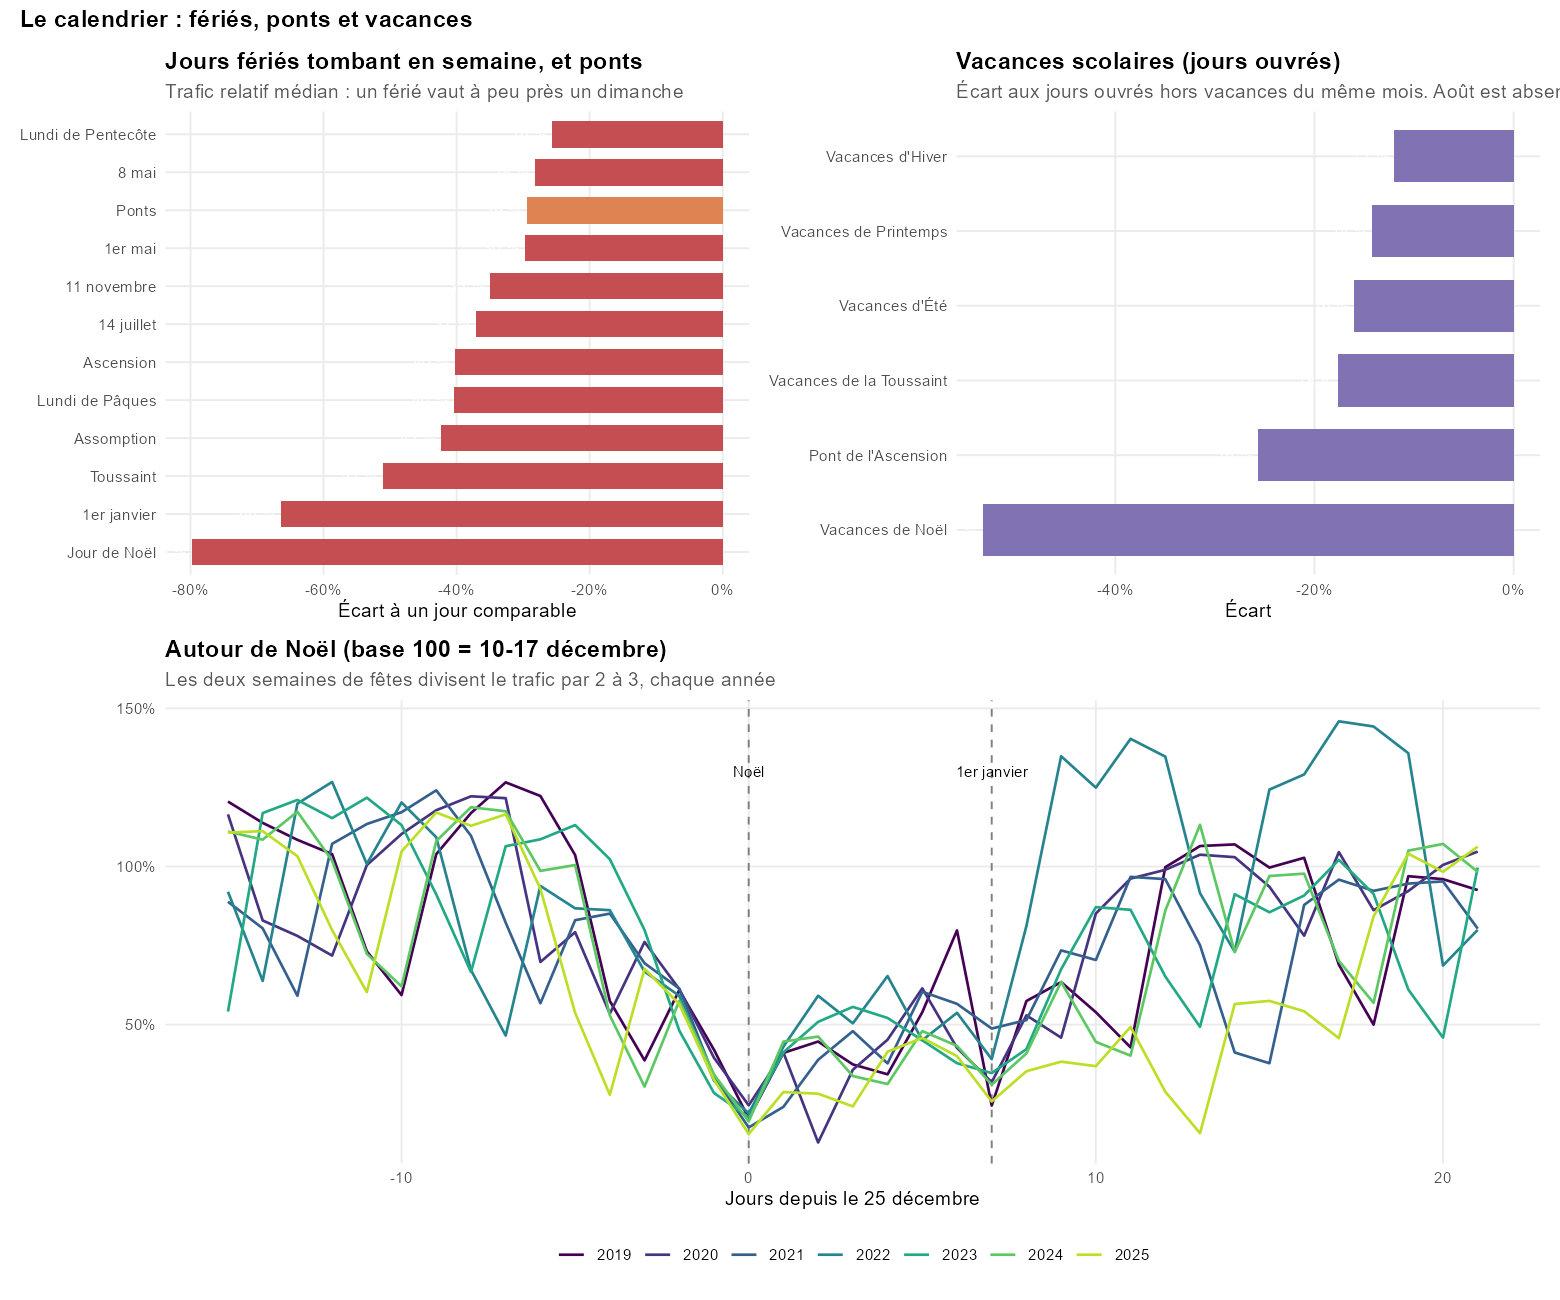 Le calendrier : fériés, ponts et vacances
Jours fériés tombant en semaine, et ponts
Trafic relatif médian : un férié vaut à peu près un dimanche
Lundi de Pentecôte
8 mai
Ponts
1er mai
11 novembre
14 juillet
Ascension
Lundi de Pâques
Assomption
Toussaint
1er janvier
Jour de Noël
-80% -60% -40% -20% 0%
Écart à un jour comparable
Vacances scolaires (jours ouvrés)
Écart aux jours ouvrés hors vacances du même mois. Août est abser
Vacances d'Hiver
Vacances de Printemps
Vacances d'Été
Vacances de la Toussaint
Pont de l'Ascension
Vacances de Noël
-40% -20% 0%
Écart
Autour de Noël (base 100 = 10-17 décembre)
Les deux semaines de fêtes divisent le trafic par 2 à 3, chaque année
150%
100%
50%
Noël
1er janvier
-10 0 10 20
Jours depuis le 25 décembre
2019 2020 2021 2022 2023 2024 2025